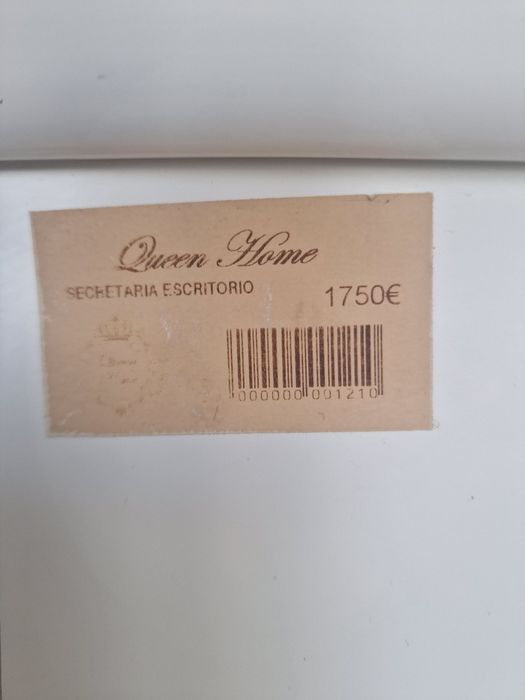 Queen Home
SECRETARIA ESCRITORIO
1750€
000000 001210